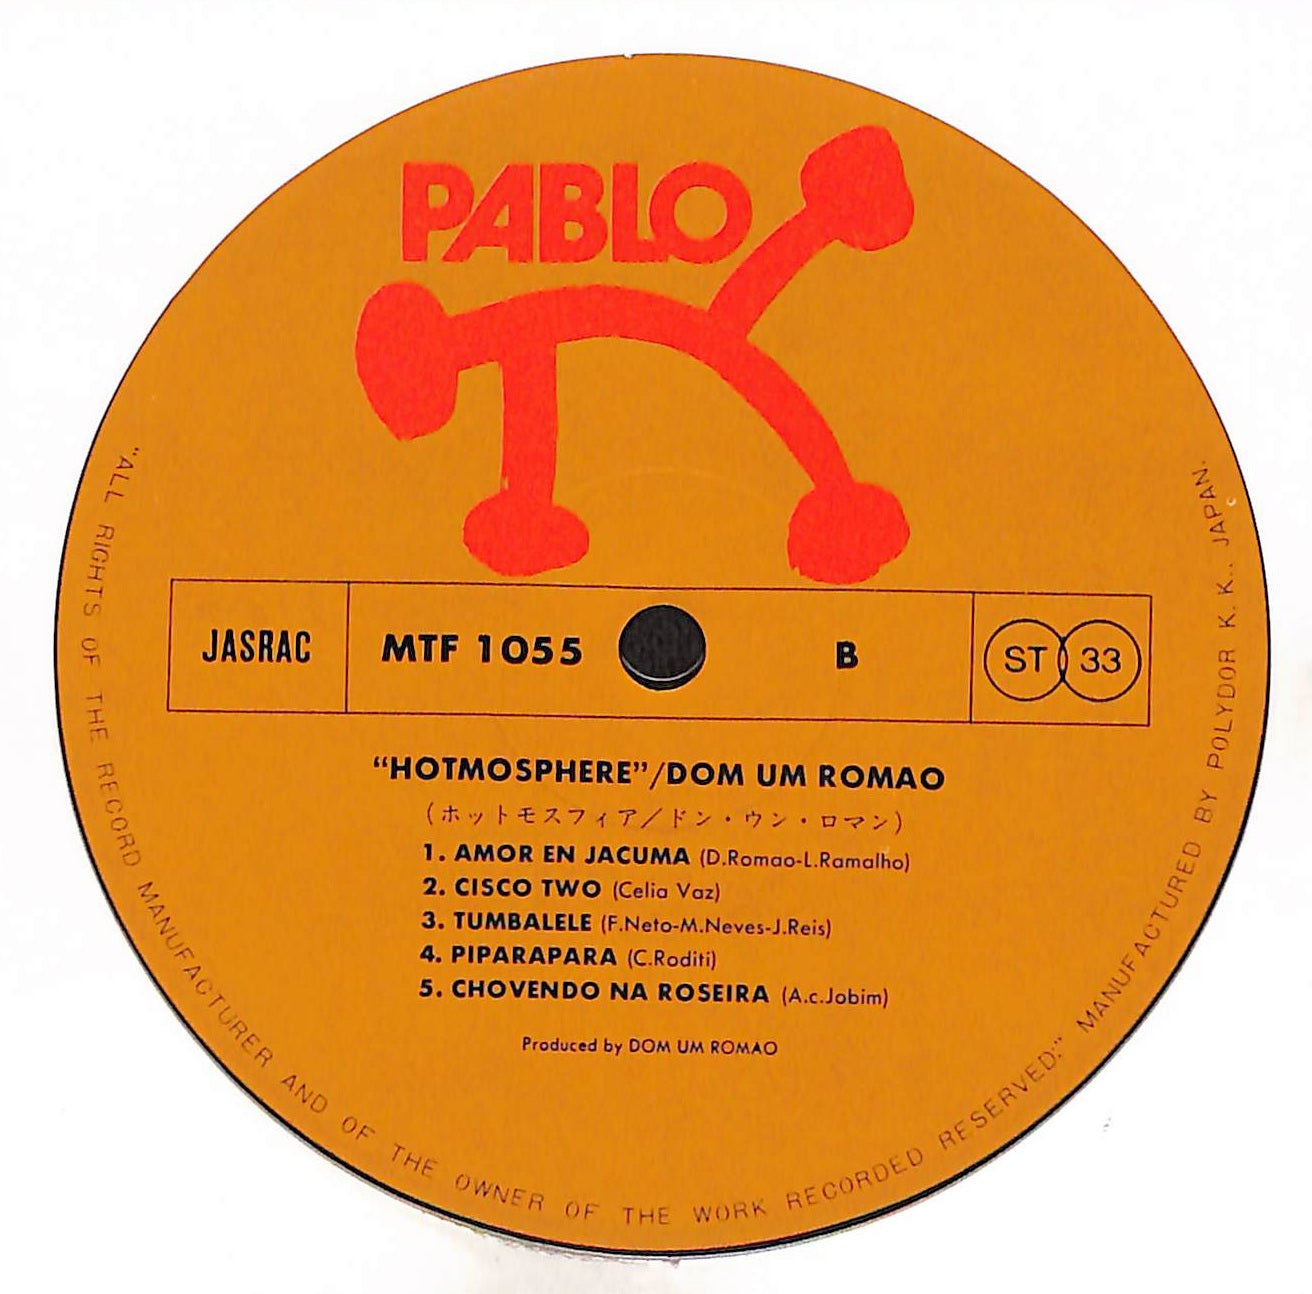 PABLO
JASRAC
MTF 1055
B
ST 33
“HOTMOSPHERE”/DOM UM ROMAO
(ホットモスフィア／ドン・ウン・ロマン)
1. AMOR EN JACUMA (D.Romao-L.Ramalho)
2. CISCO TWO (Celia Vaz)
3. TUMBALELE (F.Neto-M.Neves-J.Reis)
4. PIPARAPARA (C.Roditi)
5. CHOVENDO NA ROSEIRA (A.c.Jobim)
Produced by DOM UM ROMAO
“ALL RIGHTS OF THE RECORD MANUFACTURER AND OF THE OWNER OF THE WORK RECORDED RESERVED.” MANUFACTURED BY POLYDOR K.K., JAPAN.